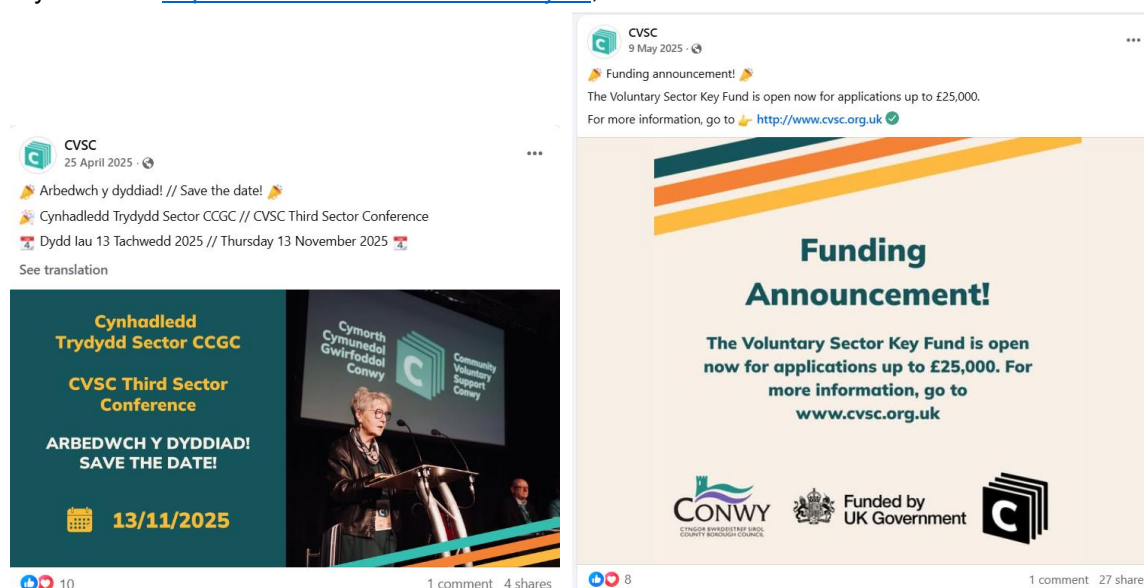 CVSC
25 April 2025
Arbedwch y dyddiad! // Save the date!
Cynhadledd Trydydd Sector CCGC // CVSC Third Sector Conference
Dydd Iau 13 Tachwedd 2025 // Thursday 13 November 2025
See translation
Cynhadledd
Trydydd Sector CCGC
CVSC Third Sector
Conference
ARBEDWCH Y DYDDIAD!
SAVE THE DATE!
13/11/2025
Cymorth
Cymunedol
Gwirfoddol
Conwy
C
Community
Voluntary
Support
Conwy
10
1 comment 4 shares
CVSC
9 May 2025
Funding announcement!
The Voluntary Sector Key Fund is open now for applications up to £25,000.
For more information, go to http://www.cvsc.org.uk
Funding
Announcement!
The Voluntary Sector Key Fund is open
now for applications up to £25,000. For
more information, go to
www.cvsc.org.uk
CONWY
CYNGOR BWRDEISTREF SIROL
COUNTY BOROUGH COUNCIL
Funded by
UK Government
C
8
1 comment 27 share